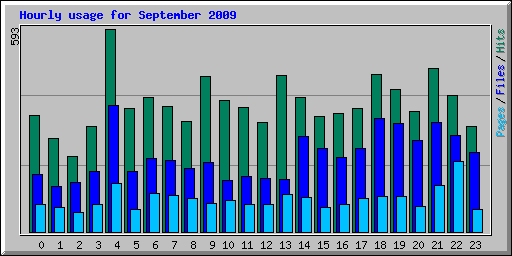 Hourly usage for September 2009
593
Pages / Files / Hits
0 1 2 3 4 5 6 7 8 9 10 11 12 13 14 15 16 17 18 19 20 21 22 23